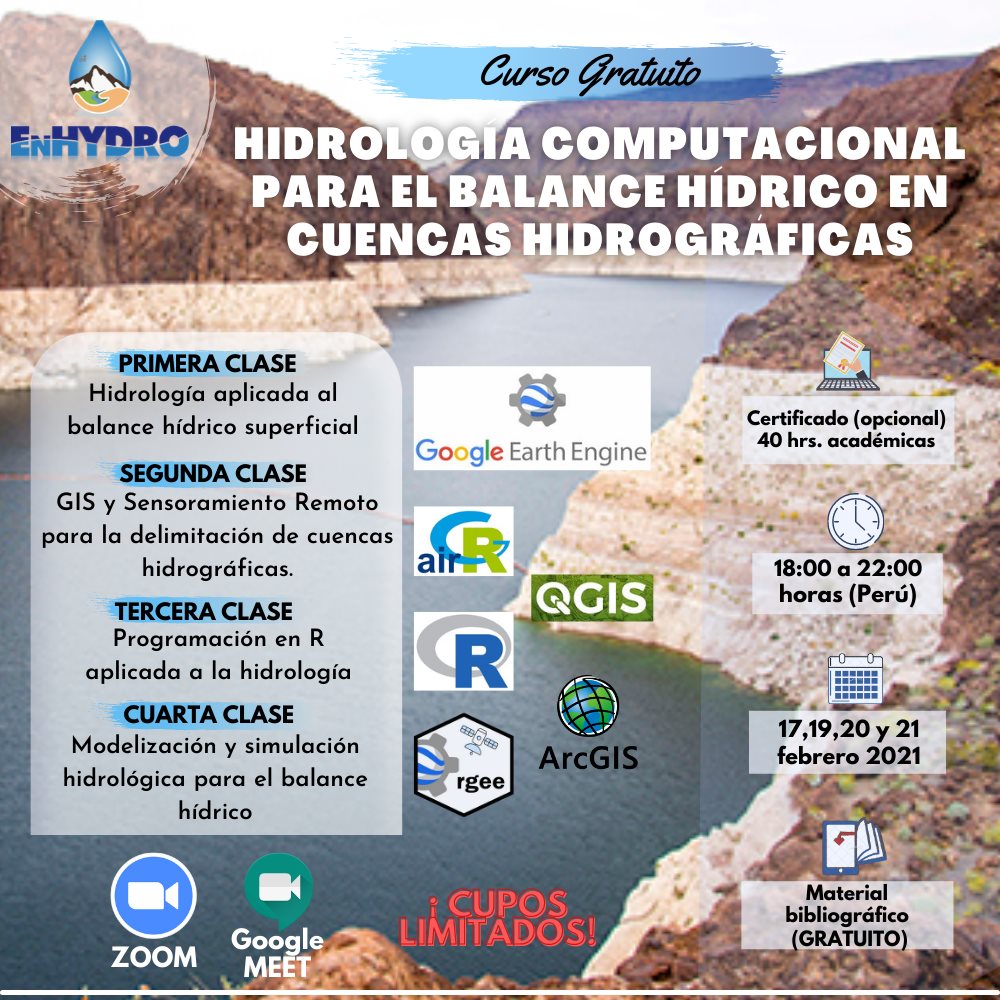 ENHYDRO
Curso Gratuito
HIDROLOGÍA COMPUTACIONAL
PARA EL BALANCE HÍDRICO EN
CUENCAS HIDROGRÁFICAS
PRIMERA CLASE
Hidrología aplicada al
balance hídrico superficial
SEGUNDA CLASE
GIS y Sensoramiento Remoto
para la delimitación de cuencas
hidrográficas.
TERCERA CLASE
Programación en R
aplicada a la hidrología
CUARTA CLASE
Modelización y simulación
hidrológica para el balance
hídrico
Google Earth Engine
airGR
QGIS
R
ArcGIS
rgee
Certificado (opcional)
40 hrs. académicas
18:00 a 22:00
horas (Perú)
17,19,20 y 21
febrero 2021
Material
bibliográfico
(GRATUITO)
ZOOM
Google
MEET
¡ CUPOS
LIMITADOS!